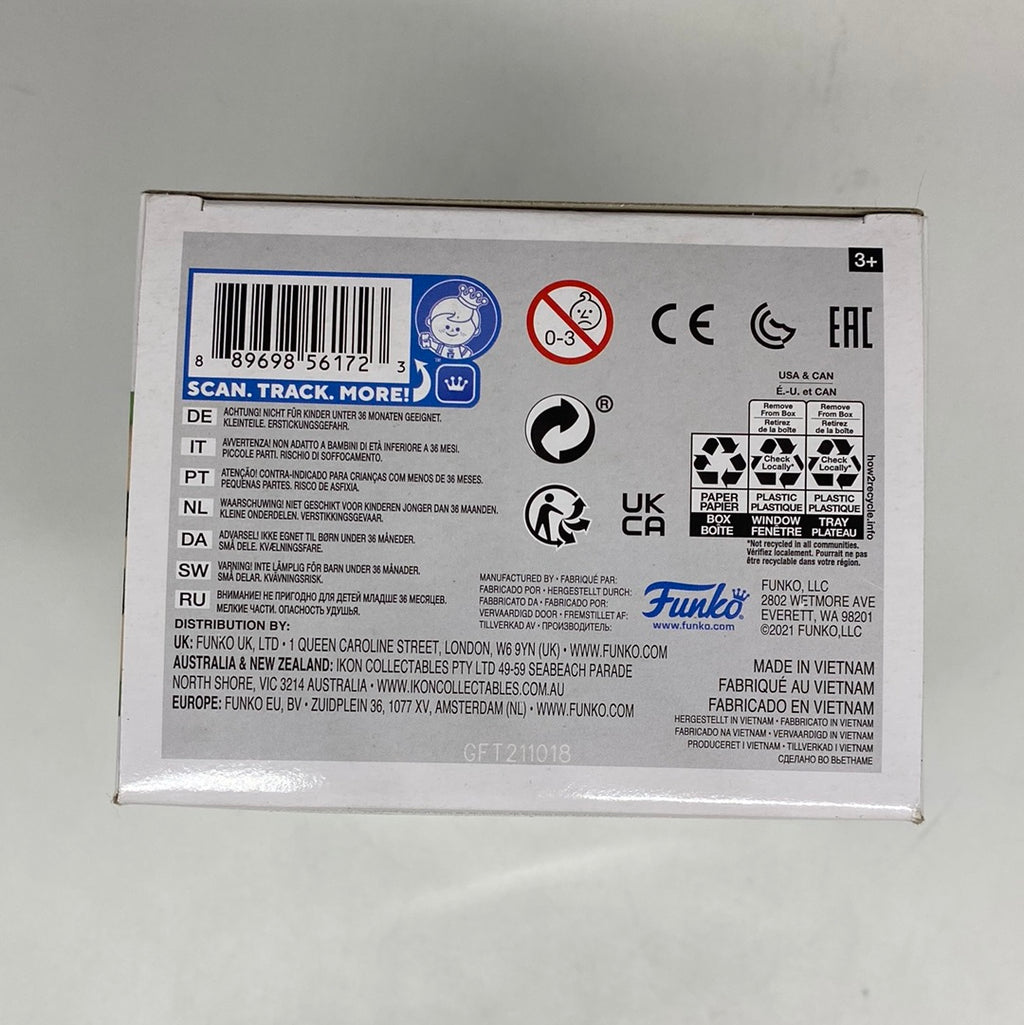 3+
8 89698 56172 3
SCAN. TRACK. MORE!
™
0-3
CE
EAC
DE ACHTUNG! NICHT FÜR KINDER UNTER 36 MONATEN GEEIGNET.
KLEINTEILE. ERSTICKUNGSGEFAHR.
IT AVVERTENZA! NON ADATTO A BAMBINI DI ETÀ INFERIORE A 36 MESI.
PICCOLE PARTI. RISCHIO DI SOFFOCAMENTO.
PT ATENÇÃO! CONTRA-INDICADO PARA CRIANÇAS COM MENOS DE 36 MESES.
PEQUENAS PARTES. RISCO DE ASFIXIA.
NL WAARSCHUWING! NIET GESCHIKT VOOR KINDEREN JONGER DAN 36 MAANDEN.
KLEINE ONDERDELEN. VERSTIKKINGSGEVAAR.
DA ADVARSEL! IKKE EGNET TIL BØRN UNDER 36 MÅNEDER.
SMÅ DELE. KVÆLNINGSFARE.
SW VARNING! INTE LÄMPLIG FÖR BARN UNDER 36 MÅNADER.
SMÅ DELAR. KVÄVNINGSRISK.
RU ВНИМАНИЕ! НЕ ПРИГОДНО ДЛЯ ДЕТЕЙ МЛАДШЕ 36 МЕСЯЦЕВ.
МЕЛКИЕ ЧАСТИ. ОПАСНОСТЬ УДУШЬЯ.
®
UK
CA
USA & CAN
É.-U. et CAN
Remove From Box Retirez de la boîte
Remove From Box Retirez de la boîte
Check Locally*
Check Locally*
PAPER PAPIER
PLASTIC PLASTIQUE
PLASTIC PLASTIQUE
BOX BOÎTE
WINDOW FENÊTRE
TRAY PLATEAU
how2recycle.info
*Not recycled in all communities.
Vérifiez localement. Pourrait ne pas
être recyclable dans votre région.
MANUFACTURED BY • FABRIQUÉ PAR:
FABRICADO POR • HERGESTELLT DURCH:
FABBRICATO DA • FABRICADO POR:
VERVAARDIGD DOOR • FREMSTILLET AF:
TILLVERKAD AV • ПРОИЗВОДИТЕЛЬ:
Funko®
www.funko.com
FUNKO, LLC
2802 WETMORE AVE
EVERETT, WA 98201
©2021 FUNKO,LLC
DISTRIBUTION BY:
UK: FUNKO UK, LTD • 1 QUEEN CAROLINE STREET, LONDON, W6 9YN (UK) • WWW.FUNKO.COM
AUSTRALIA & NEW ZEALAND: IKON COLLECTABLES PTY LTD 49-59 SEABEACH PARADE
NORTH SHORE, VIC 3214 AUSTRALIA • WWW.IKONCOLLECTABLES.COM.AU
EUROPE: FUNKO EU, BV • ZUIDPLEIN 36, 1077 XV, AMSTERDAM (NL) • WWW.FUNKO.COM
MADE IN VIETNAM
FABRIQUÉ AU VIETNAM
FABRICADO EN VIETNAM
HERGESTELLT IN VIETNAM • FABBRICATO IN VIETNAM
FABRICADO NA VIETNAM • VERVAARDIGD IN VIETNAM
PRODUCERET I VIETNAM • TILLVERKAD I VIETNAM
СДЕЛАНО ВО ВЬЕТНАМЕ
GFT211018